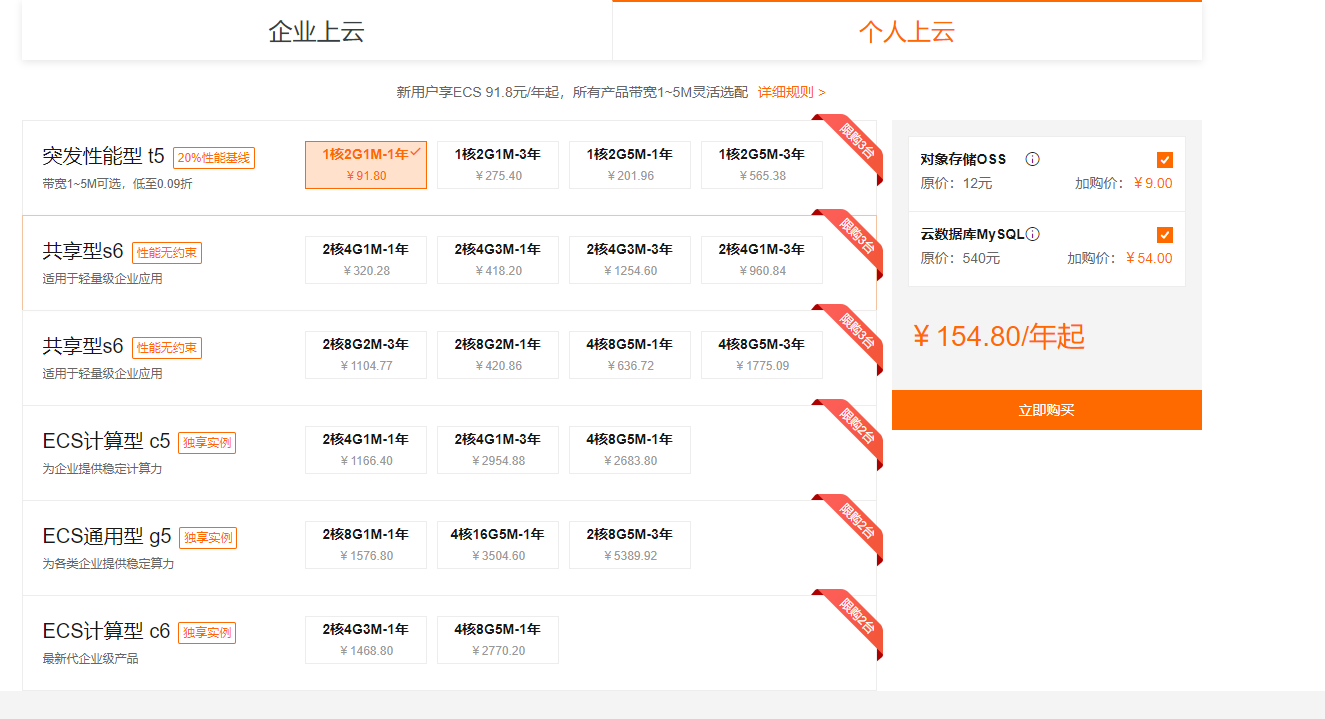 企业上云
个人上云
新用户享ECS 91.8元/年起，所有产品带宽1~5M灵活选配 详细规则 >
突发性能型 t5 20%性能基线
带宽1~5M可选，低至0.09折
1核2G1M-1年
￥91.80
1核2G1M-3年
￥275.40
1核2G5M-1年
￥201.96
1核2G5M-3年
￥565.38
限购3台
共享型s6 性能无约束
适用于轻量级企业应用
2核4G1M-1年
￥320.28
2核4G3M-1年
￥418.20
2核4G3M-3年
￥1254.60
2核4G1M-3年
￥960.84
限购3台
共享型s6 性能无约束
适用于轻量级企业应用
2核8G2M-3年
￥1104.77
2核8G2M-1年
￥420.86
4核8G5M-1年
￥636.72
4核8G5M-3年
￥1775.09
限购3台
ECS计算型 c5 独享实例
为企业提供稳定计算力
2核4G1M-1年
￥1166.40
2核4G1M-3年
￥2954.88
4核8G5M-1年
￥2683.80
限购2台
ECS通用型 g5 独享实例
为各类企业提供稳定算力
2核8G1M-1年
￥1576.80
4核16G5M-1年
￥3504.60
2核8G5M-3年
￥5389.92
限购2台
ECS计算型 c6 独享实例
最新代企业级产品
2核4G3M-1年
￥1468.80
4核8G5M-1年
￥2770.20
限购2台
对象存储OSS
原价：12元 加购价：￥9.00
云数据库MySQL
原价：540元 加购价：￥54.00
￥154.80/年起
立即购买